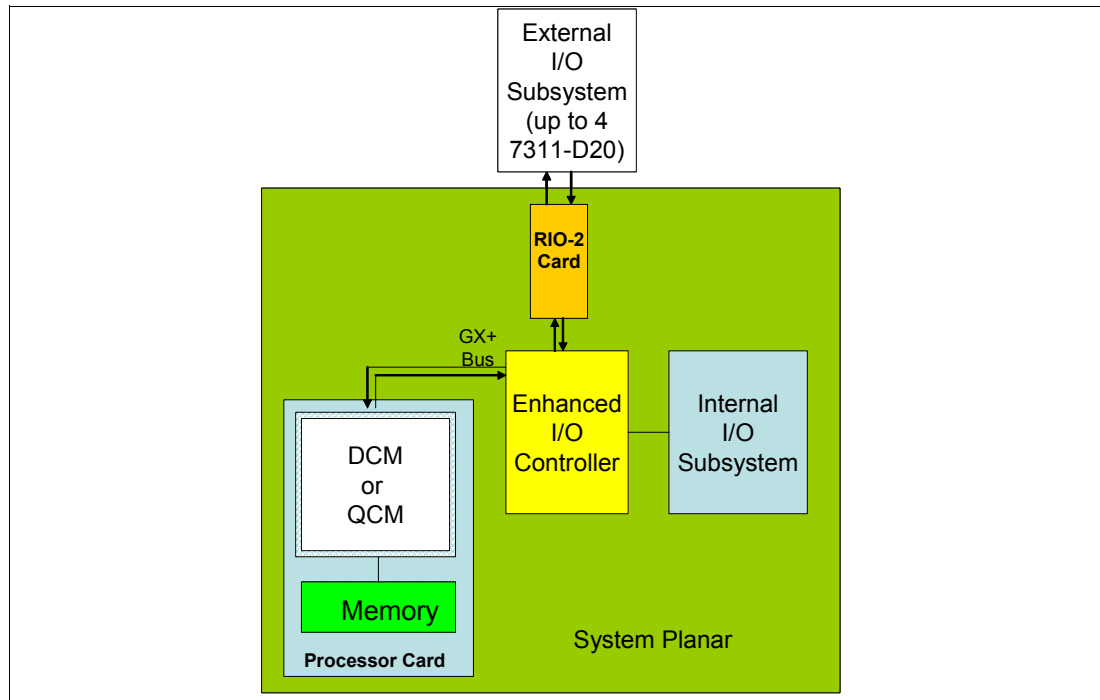 External
I/O
Subsystem
(up to 4
7311-D20)
RIO-2
Card
GX+
Bus
Enhanced
I/O
Controller
Internal
I/O
Subsystem
DCM
or
QCM
Memory
Processor Card
System Planar